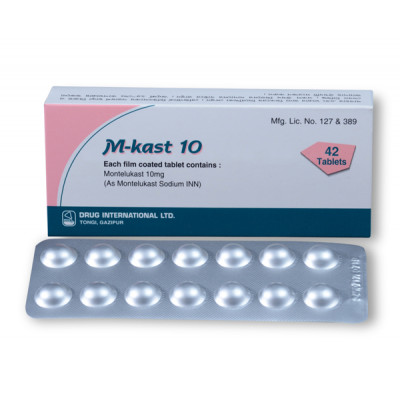 Mfg. Lic. No. 127 & 389
M-kast 10
42
Tablets
Each film coated tablet contains :
Montelukast 10mg
(As Montelukast Sodium INN)
DRUG INTERNATIONAL LTD.
TONGI, GAZIPUR